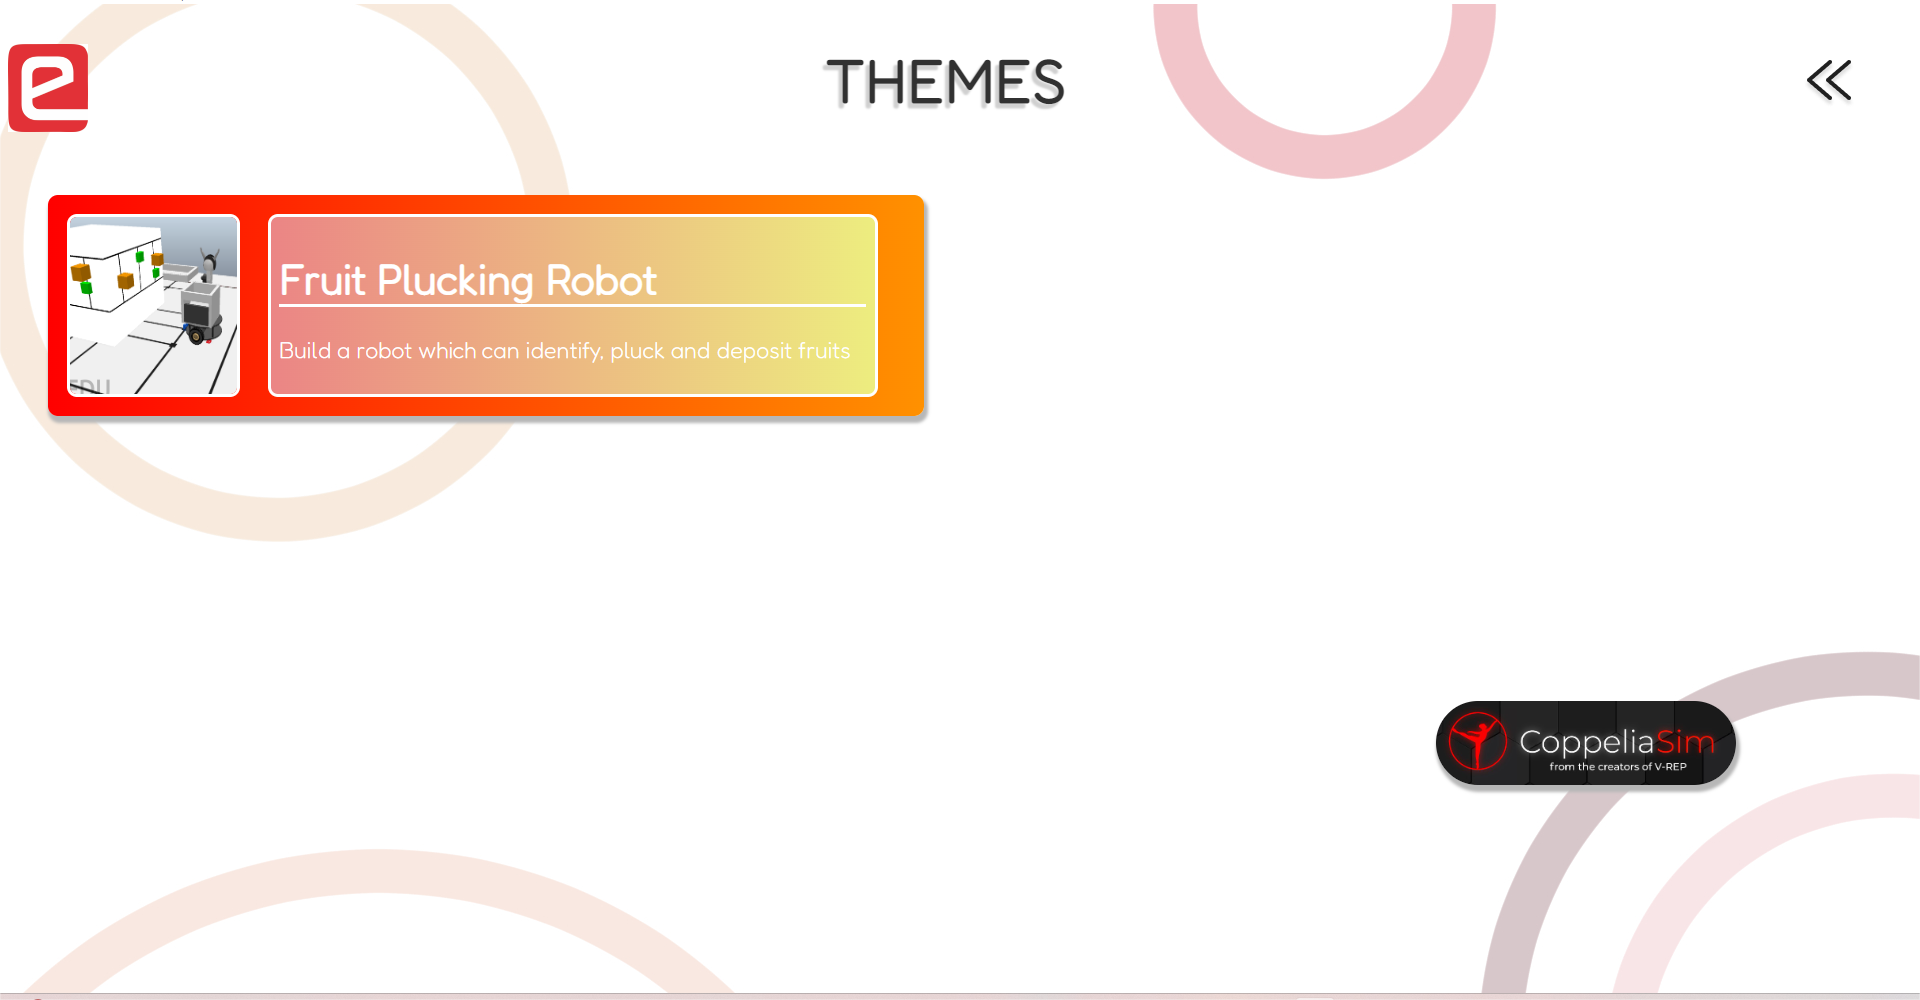 e
THEMES
Fruit Plucking Robot
Build a robot which can identify, pluck and deposit fruits
EDU
CoppeliaSim
from the creators of V-REP